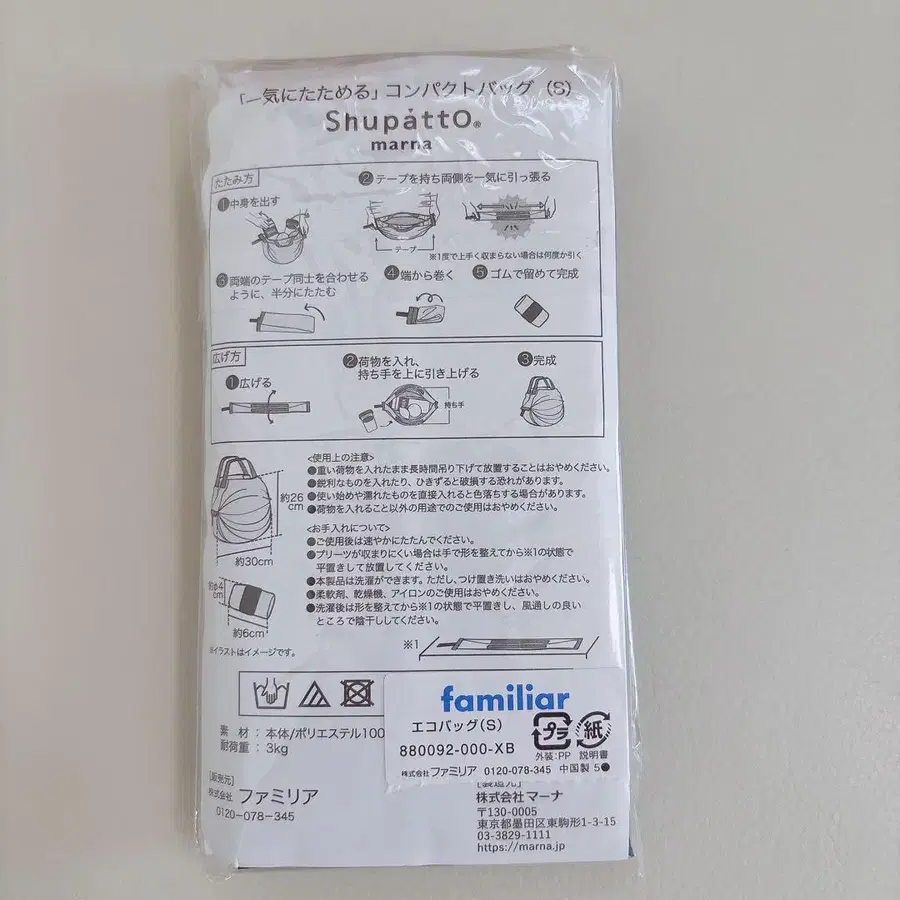 「一気にたためる」コンパクトバッグ（S）
Shupatto®
marna
たたみ方
❶中身を出す
❷テープを持ち両側を一気に引っ張る
テープ
※1度で上手く収まらない場合は何度か引く
❸両端のテープ同士を合わせる
ように、半分にたたむ
❹端から巻く
❺ゴムで留めて完成
広げ方
❶広げる
❷荷物を入れ、
持ち手を上に引き上げる
持ち手
❸完成
約26
cm
約30cm
約φ4
cm
約6cm
※イラストはイメージです。
<使用上の注意>
●重い荷物を入れたまま長時間吊り下げて放置することはおやめください。
●鋭利なものを入れたり、ひきずると破損する恐れがあります。
●使い始めや濡れたものを直接入れると色落ちする場合があります。
●荷物を入れること以外の用途でのご使用はおやめください。
<お手入れについて>
●ご使用後は速やかにたたんでください。
●プリーツが収まりにくい場合は手で形を整えてから※1の状態で
平置きして放置してください。
●本製品は洗濯ができます。ただし、つけ置き洗いはおやめください。
●柔軟剤、乾燥機、アイロンのご使用はおやめください。
●洗濯後は形を整えてから※1の状態で平置きし、風通しの良い
ところで陰干ししてください。
※1
素 材：本体/ポリエステル100
耐荷重：3kg
familiar
エコバッグ(S)
880092-000-XB
プラ
紙
外装:PP 説明書
株式会社ファミリア 0120-078-345 中国製 5●
[販売元]
株式会社 ファミリア
0120-078-345
[製造元]
株式会社 マーナ
〒130-0005
東京都墨田区東駒形1-3-15
03-3829-1111
https://marna.jp